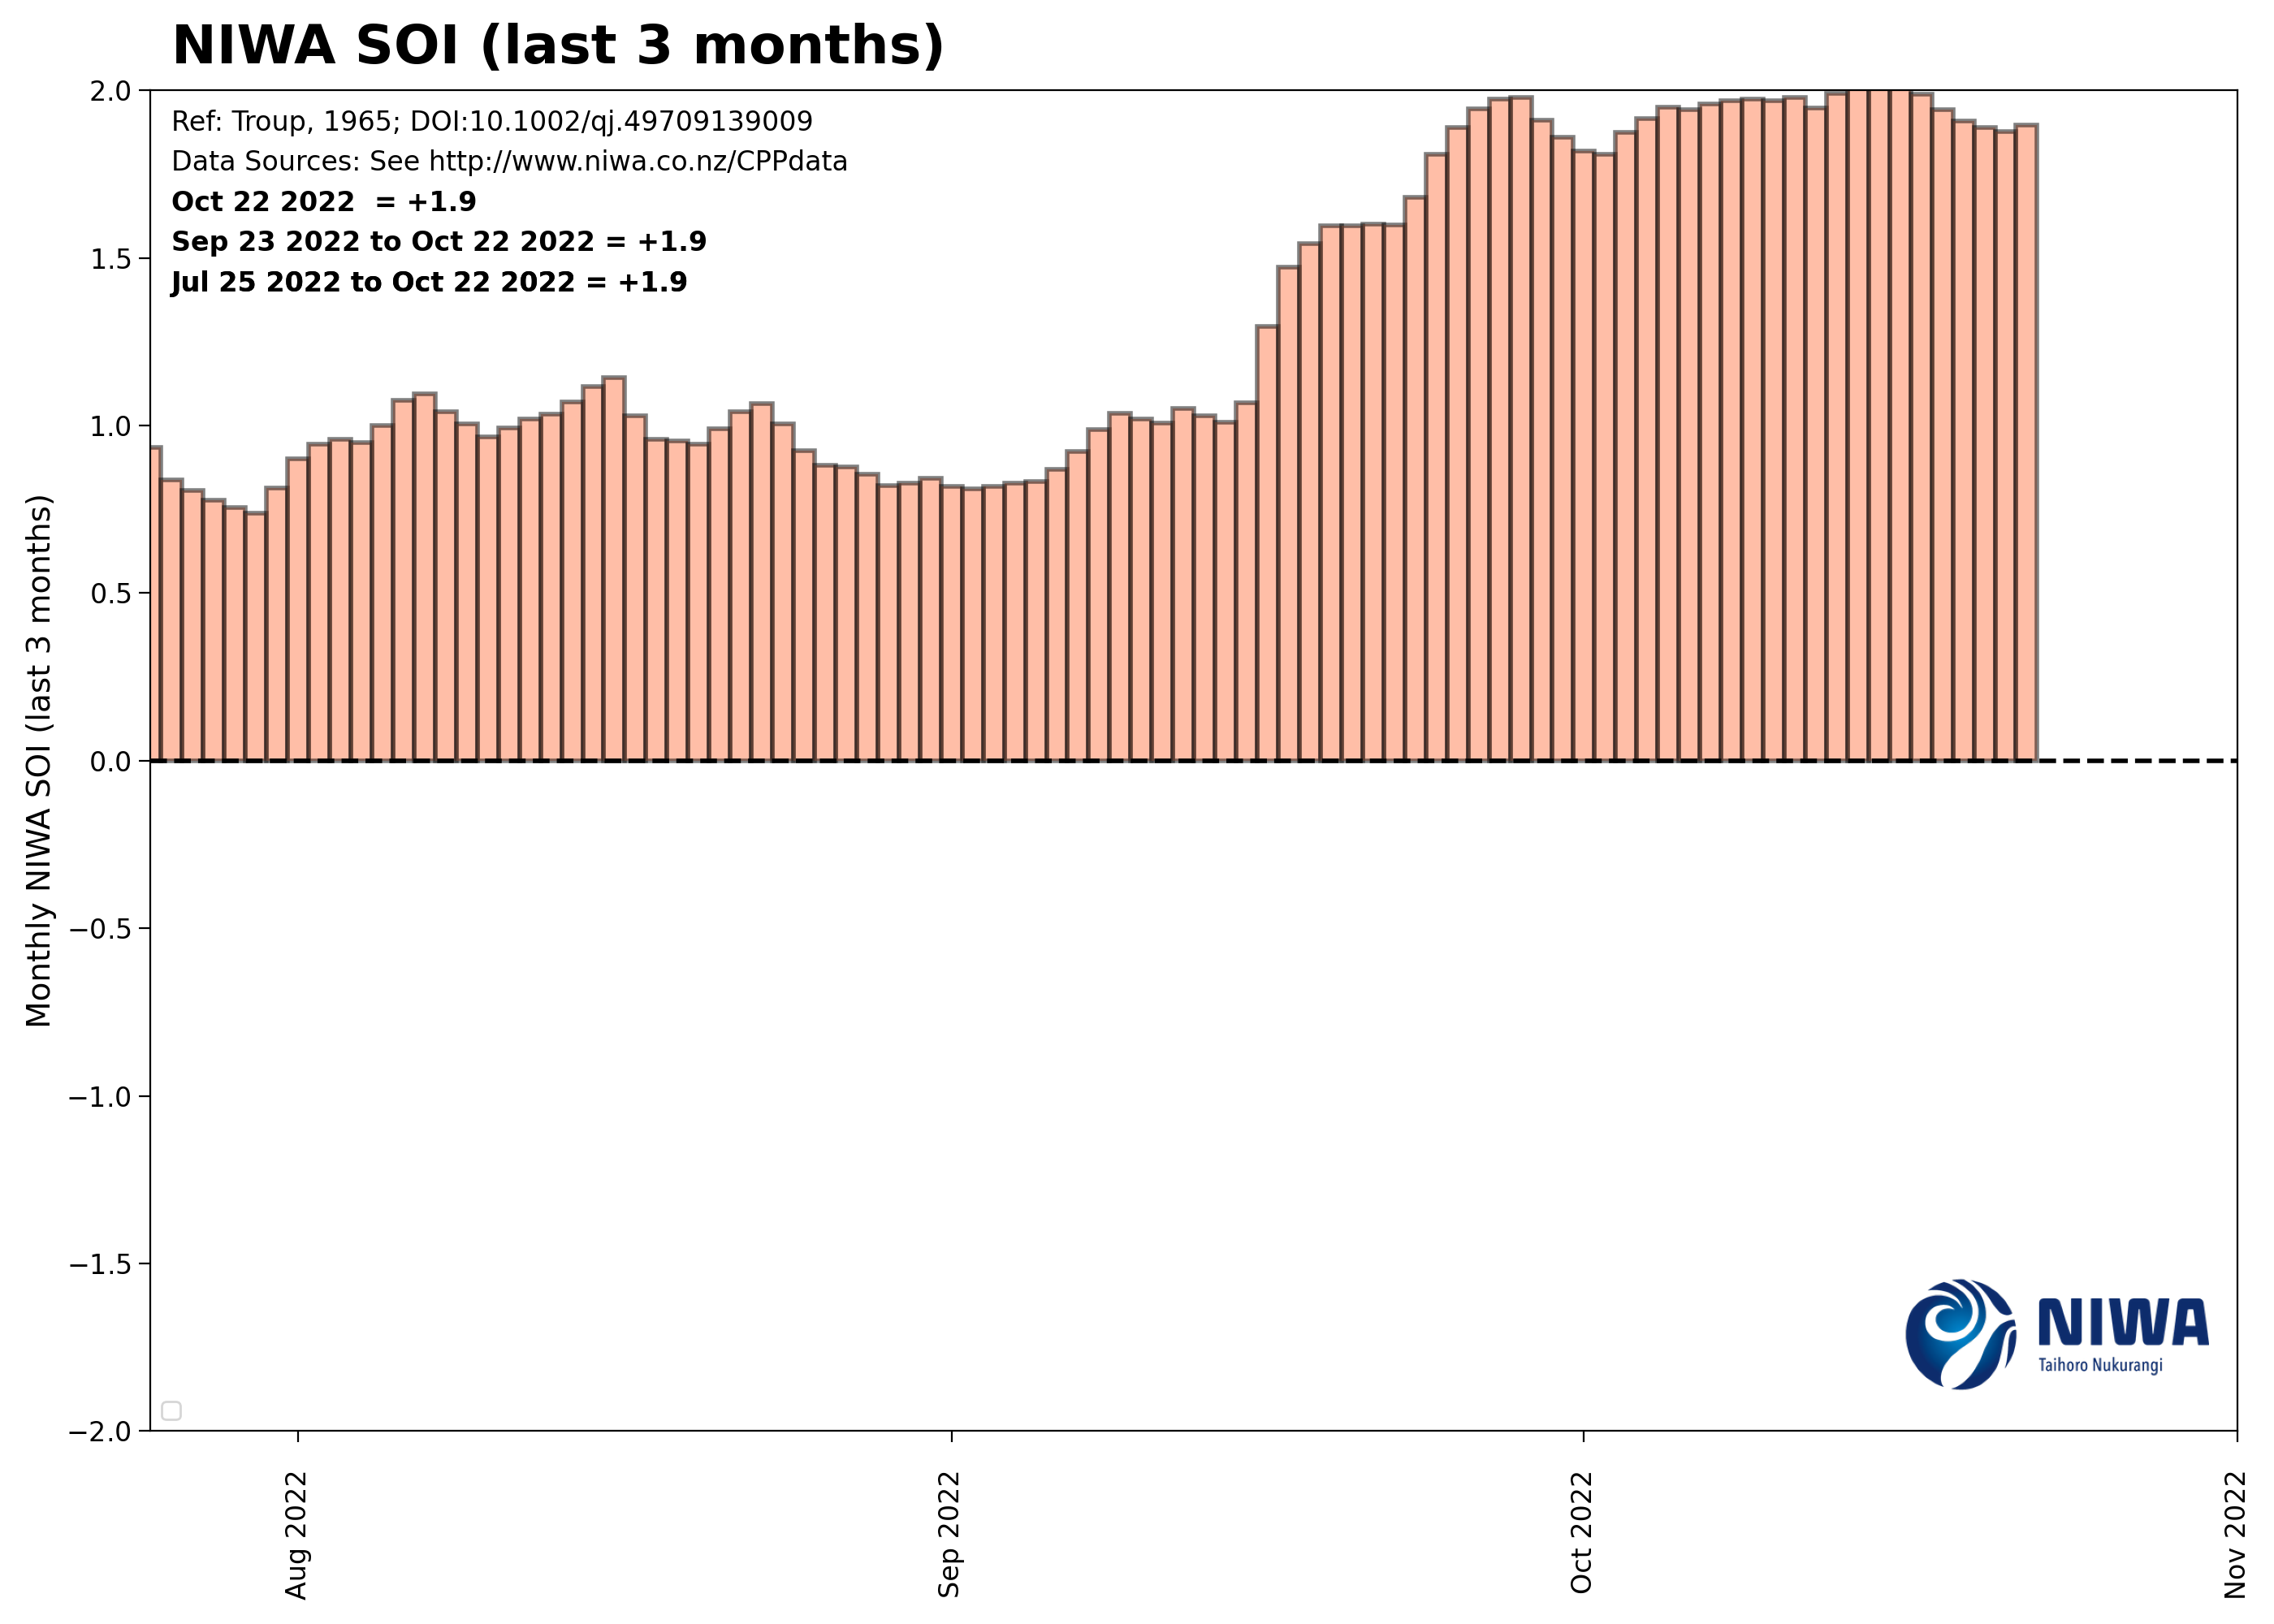 NIWA SOI (last 3 months)
Ref: Troup, 1965; DOI:10.1002/qj.49709139009
Data Sources: See http://www.niwa.co.nz/CPPdata
Oct 22 2022  = +1.9
Sep 23 2022 to Oct 22 2022 = +1.9
Jul 25 2022 to Oct 22 2022 = +1.9
Monthly NIWA SOI (last 3 months)
2.0
1.5
1.0
0.5
0.0
−0.5
−1.0
−1.5
−2.0
NIWA
Taihoro Nukurangi
Aug 2022
Sep 2022
Oct 2022
Nov 2022